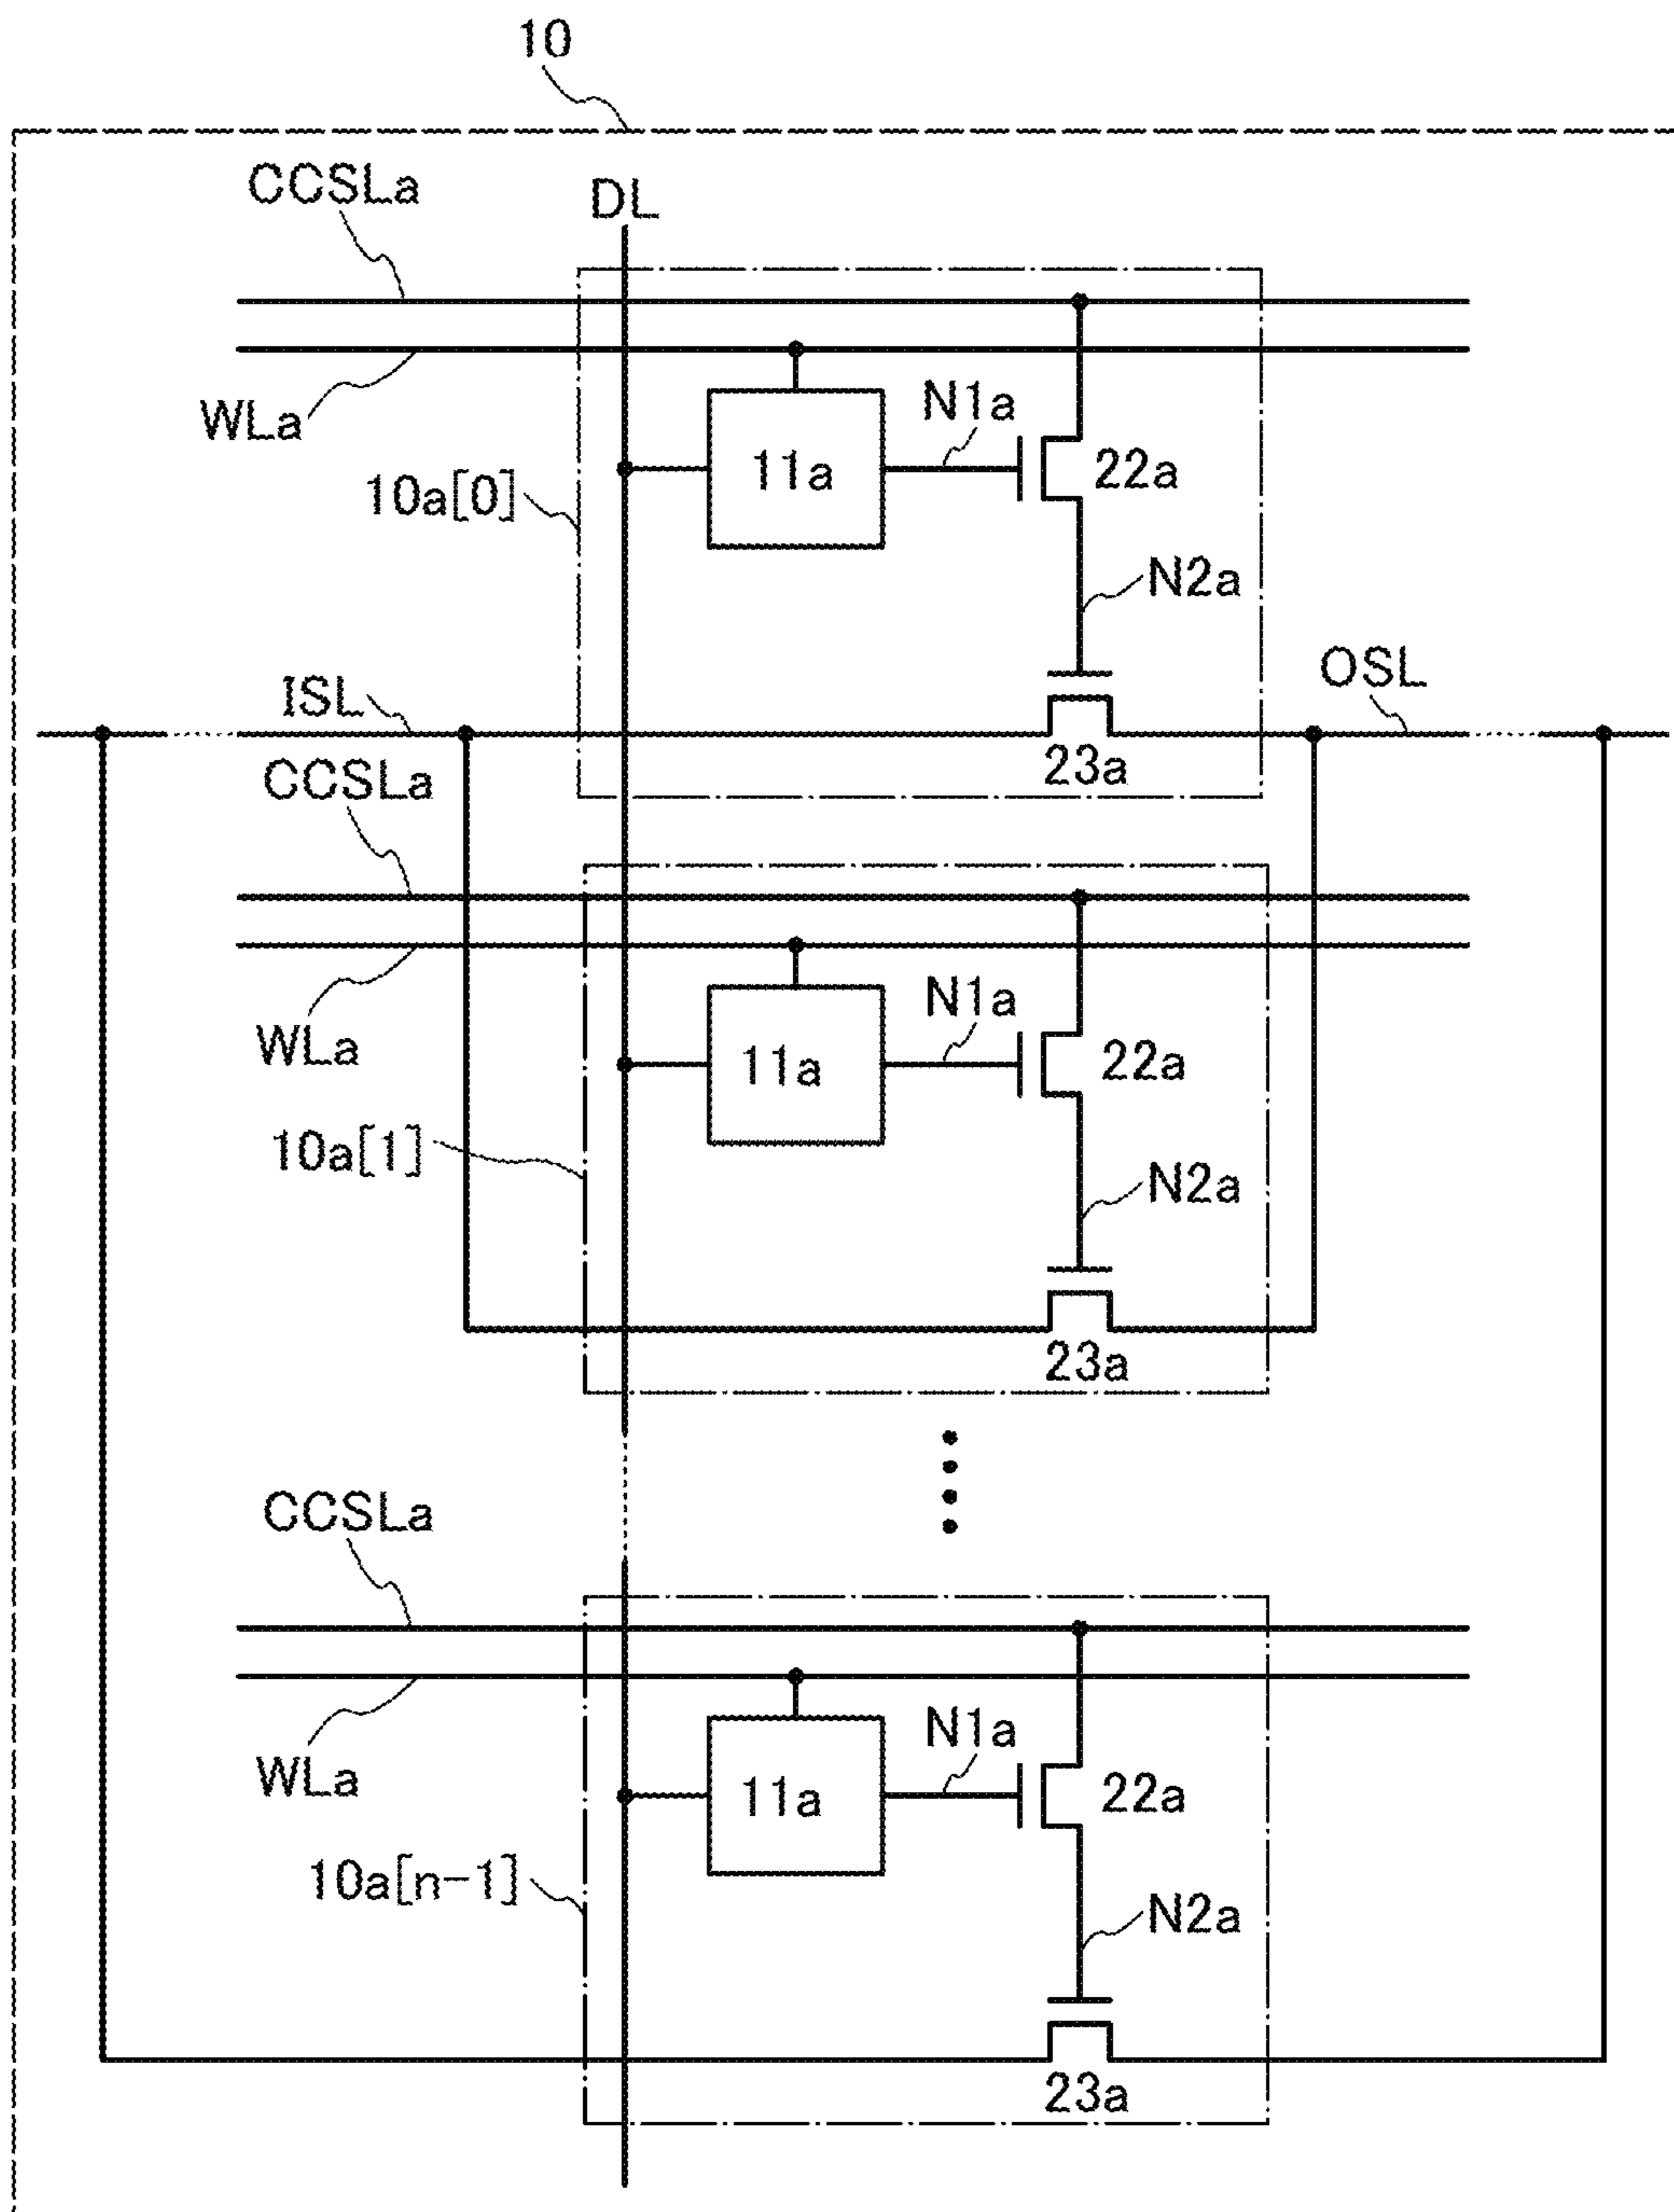 10
CCSLa
DL
WLa
N1a
11a
22a
10a[0]
N2a
ISL
OSL
23a
CCSLa
WLa
N1a
11a
22a
10a[1]
N2a
23a
CCSLa
WLa
N1a
11a
22a
10a[n-1]
N2a
23a